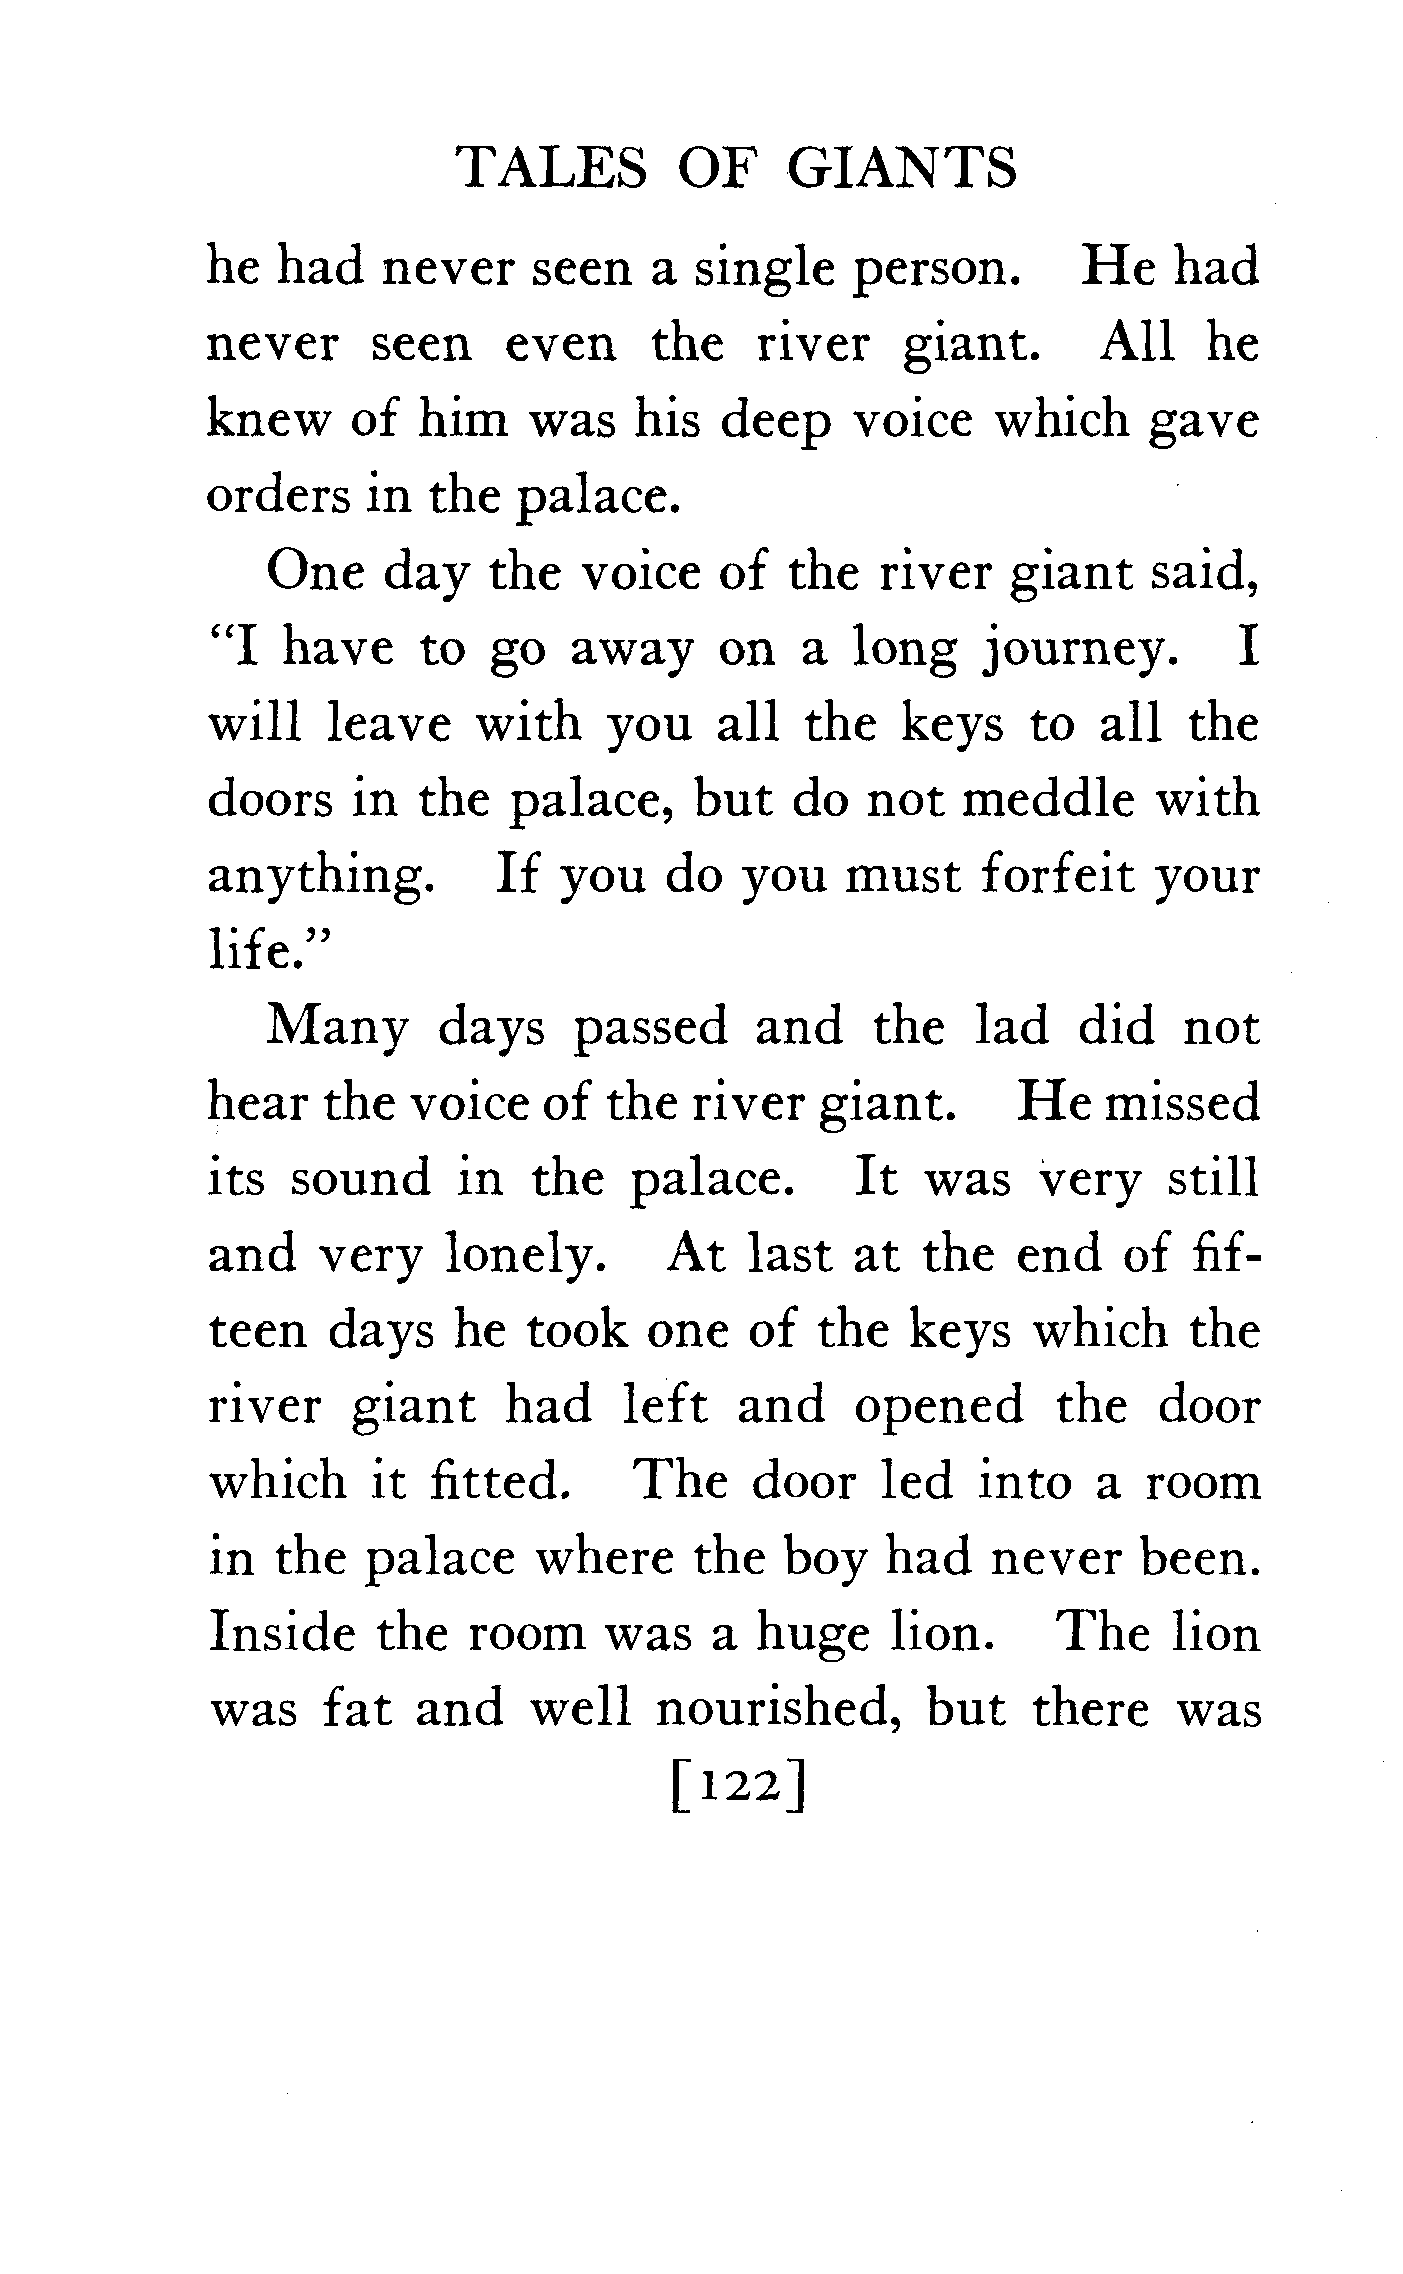 TALES OF GIANTS
he had never seen a single person. He had
never seen even the river giant. All he
knew of him was his deep voice which gave
orders in the palace.
One day the voice of the river giant said,
“I have to go away on a long journey. I
will leave with you all the keys to all the
doors in the palace, but do not meddle with
anything. If you do you must forfeit your
life.”
Many days passed and the lad did not
hear the voice of the river giant. He missed
its sound in the palace. It was very still
and very lonely. At last at the end of fif-
teen days he took one of the keys which the
river giant had left and opened the door
which it fitted. The door led into a room
in the palace where the boy had never been.
Inside the room was a huge lion. The lion
was fat and well nourished, but there was
[122]